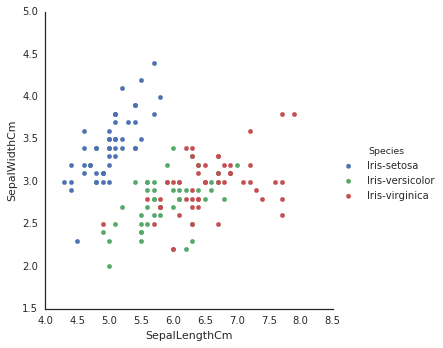 5.0
4.5
4.0
3.5
3.0
2.5
2.0
1.5
SepalWidthCm
4.0 4.5 5.0 5.5 6.0 6.5 7.0 7.5 8.0 8.5
SepalLengthCm
Species
Iris-setosa
Iris-versicolor
Iris-virginica